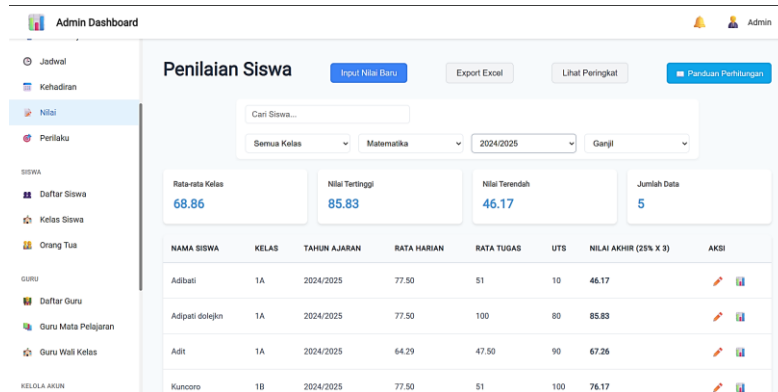 Admin Dashboard
Admin
Jadwal
Kehadiran
Nilai
Perilaku
SISWA
Daftar Siswa
Kelas Siswa
Orang Tua
GURU
Daftar Guru
Guru Mata Pelajaran
Guru Wali Kelas
KELOLA AKUN
Penilaian Siswa
Input Nilai Baru
Export Excel
Lihat Peringkat
Panduan Perhitungan
Cari Siswa...
Semua Kelas Matematika 2024/2025 Ganjil
Rata-rata Kelas
68.86
Nilai Tertinggi
85.83
Nilai Terendah
46.17
Jumlah Data
5
NAMA SISWA KELAS TAHUN AJARAN RATA HARIAN RATA TUGAS UTS NILAI AKHIR (25% X 3) AKSI
Adibati 1A 2024/2025 77.50 51 10 46.17
Adipati dolejkn 1A 2024/2025 77.50 100 80 85.83
Adit 1A 2024/2025 64.29 47.50 90 67.26
Kuncoro 1B 2024/2025 77.50 51 100 76.17